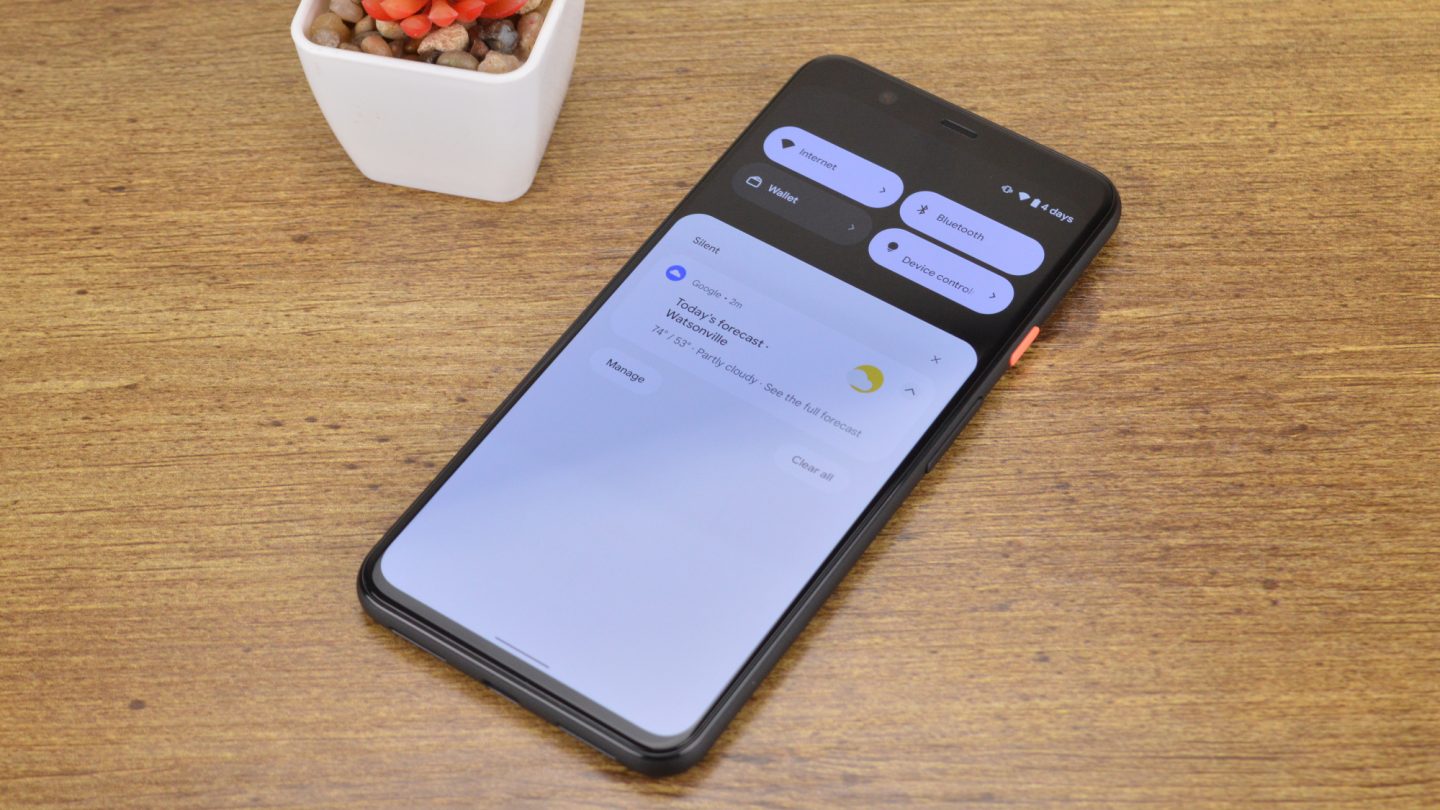 4 days
Internet
Bluetooth
Wallet
Device control
Silent
Google • 2m
Today's forecast ·
Watsonville
74° / 53° · Partly cloudy · See the full forecast
Manage
Clear all